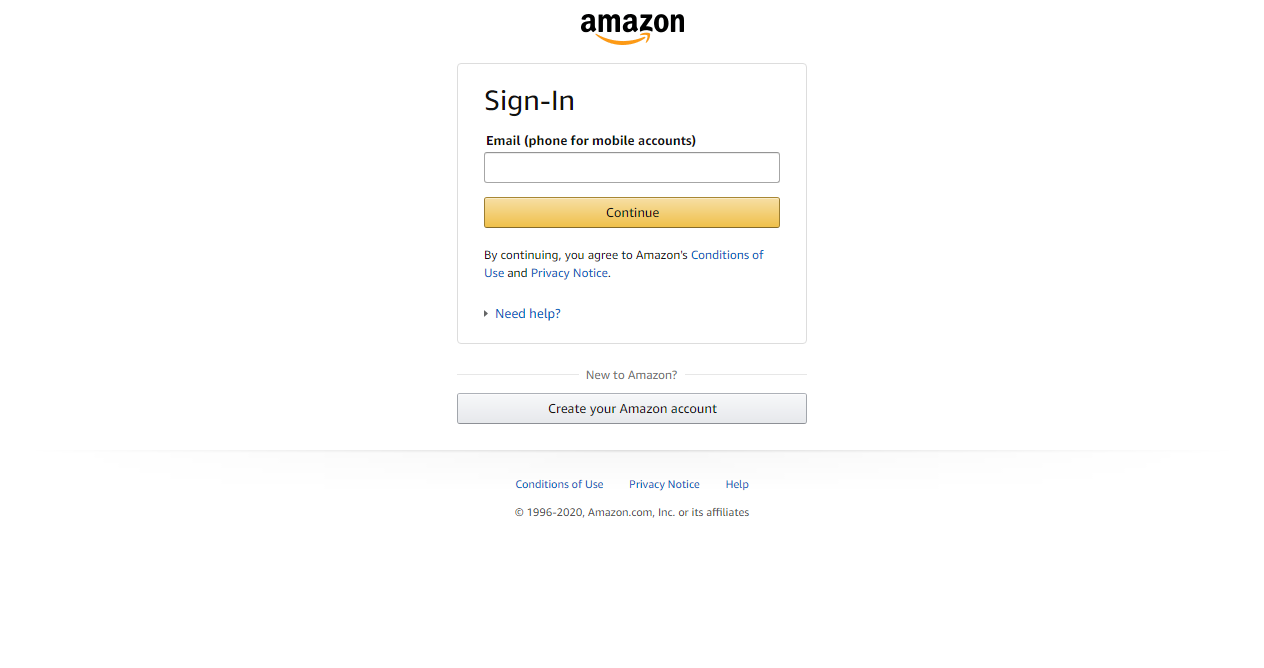 amazon
Sign-In
Email (phone for mobile accounts)
Continue
By continuing, you agree to Amazon's Conditions of
Use and Privacy Notice.
Need help?
New to Amazon?
Create your Amazon account
Conditions of Use Privacy Notice Help
© 1996-2020, Amazon.com, Inc. or its affiliates